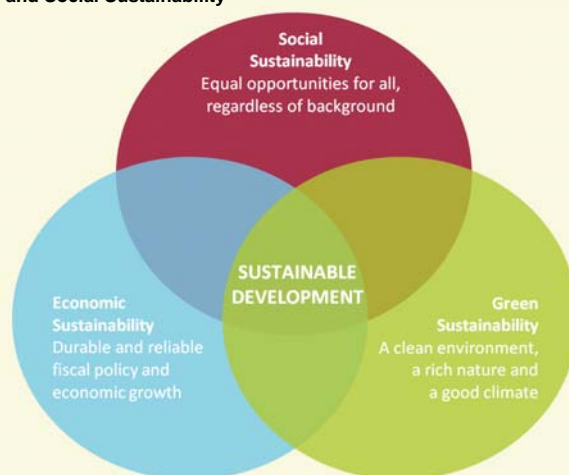 and Social Sustainability
Social
Sustainability
Equal opportunities for all,
regardless of background
SUSTAINABLE
DEVELOPMENT
Economic
Sustainability
Durable and reliable
fiscal policy and
economic growth
Green
Sustainability
A clean environment,
a rich nature and
a good climate